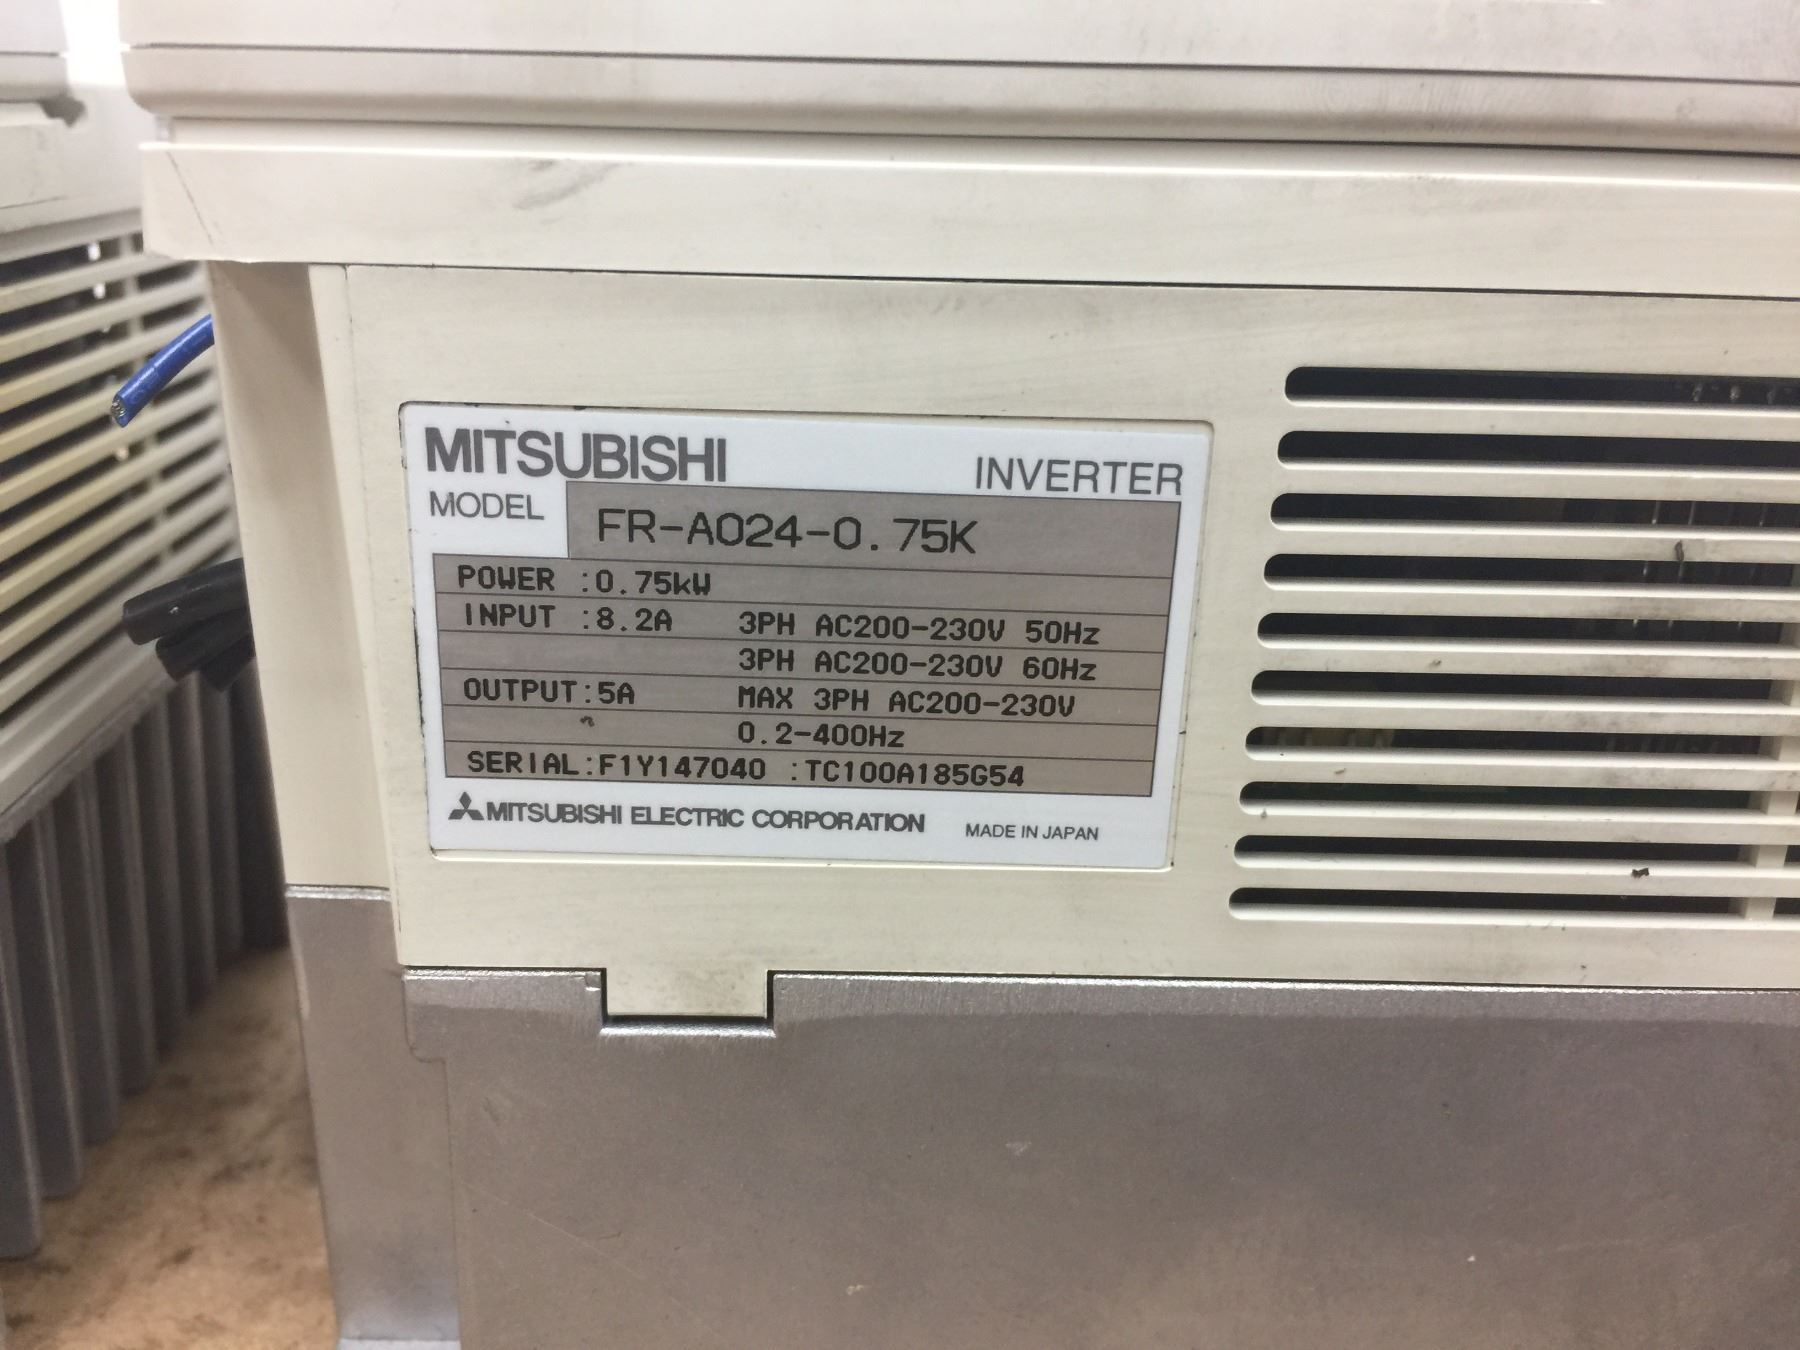 MITSUBISHI INVERTER
MODEL FR-A024-0.75K
POWER :0.75kW
INPUT :8.2A 3PH AC200-230V 50Hz
3PH AC200-230V 60Hz
OUTPUT:5A MAX 3PH AC200-230V
0.2-400Hz
SERIAL:F1Y147040 :TC100A185G54
MITSUBISHI ELECTRIC CORPORATION MADE IN JAPAN